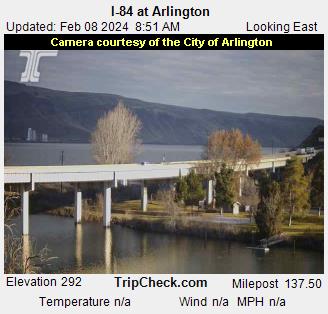 I-84 at Arlington
Updated: Feb 08 2024 8:51 AM Looking East
Camera courtesy of the City of Arlington
Elevation 292 TripCheck.com Milepost 137.50
Temperature n/a Wind n/a MPH n/a